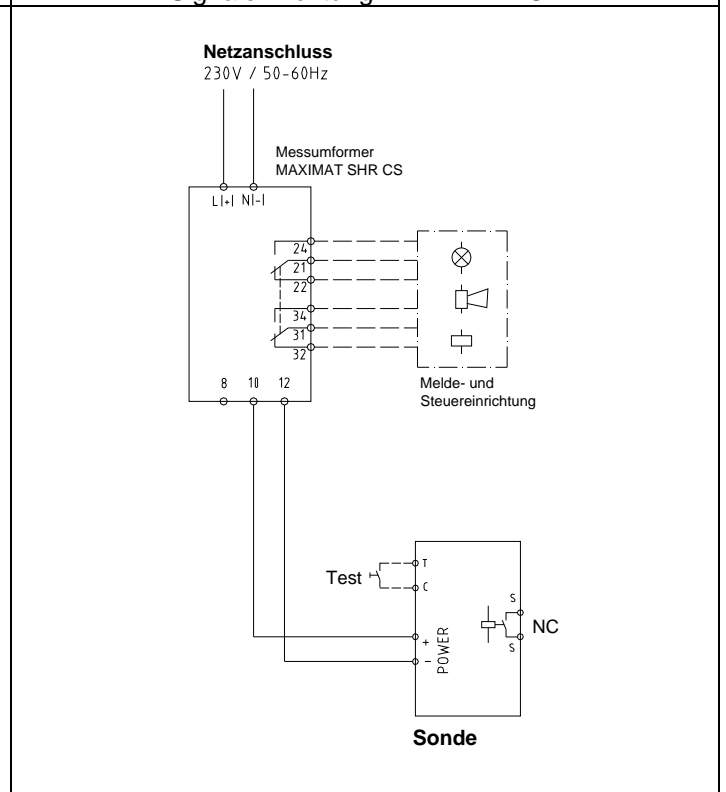 Netzanschluss
230V / 50-60Hz
Messumformer
MAXIMAT SHR CS
L|+| N|-|
24
21
22
34
31
32
8 10 12
Melde- und
Steuereinrichtung
Test
T
C
S
NC
S
+
POWER
-
Sonde